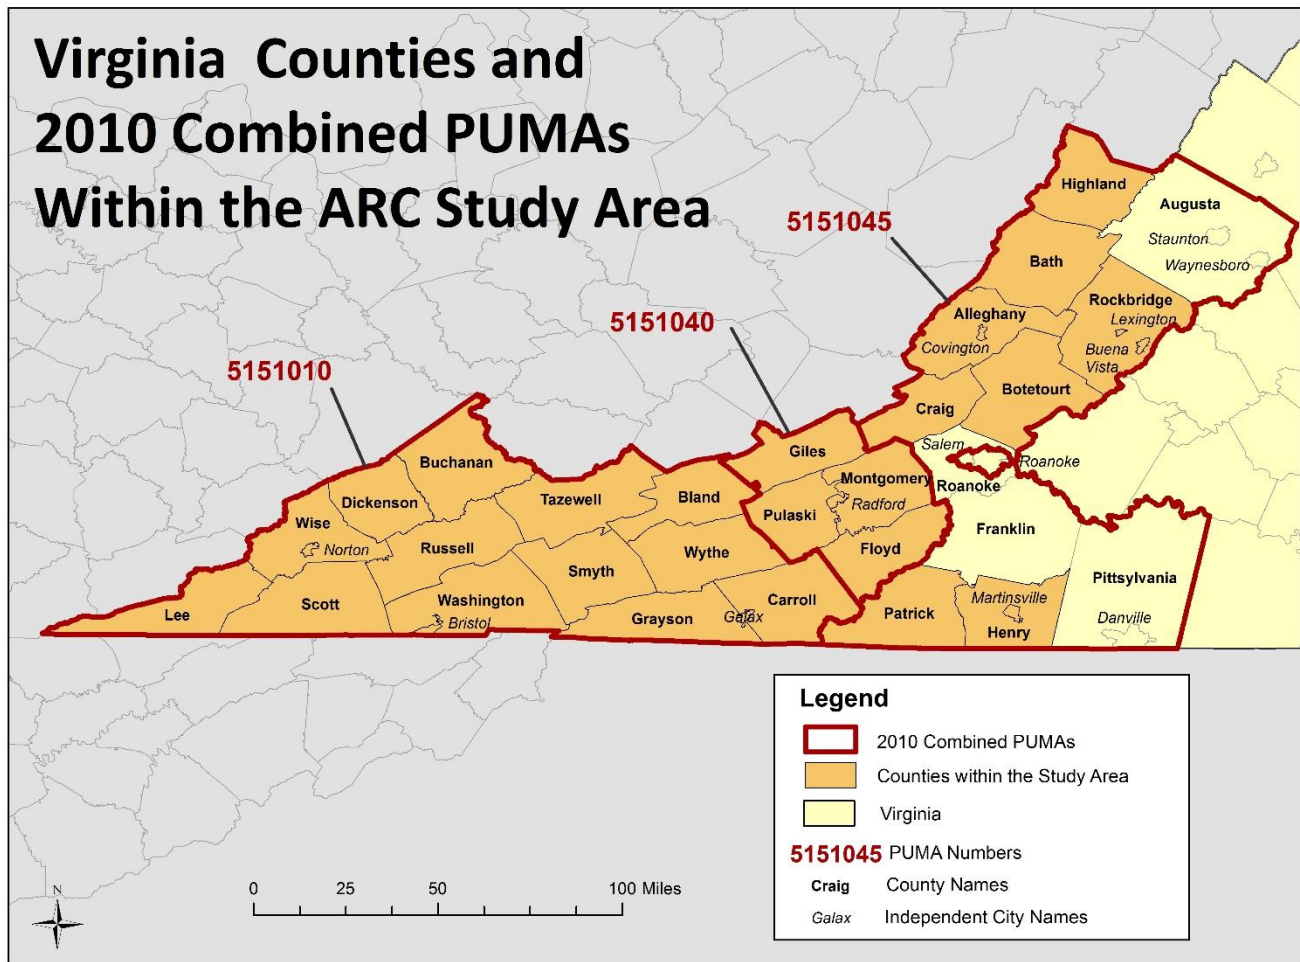 Virginia  Counties and
2010 Combined PUMAs
Within the ARC Study Area
5151045
5151040
5151010
Highland
Augusta
Staunton
Waynesboro
Bath
Rockbridge
Lexington
Alleghany
Covington
Buena
Vista
Botetourt
Craig
Salem
Roanoke
Roanoke
Giles
Montgomery
Radford
Pulaski
Floyd
Franklin
Pittsylvania
Danville
Martinsville
Henry
Patrick
Buchanan
Dickenson
Tazewell
Bland
Wise
Norton
Russell
Smyth
Wythe
Lee
Scott
Washington
Bristol
Grayson
Galax
Carroll
Legend
2010 Combined PUMAs
Counties within the Study Area
Virginia
5151045 PUMA Numbers
Craig County Names
Galax Independent City Names
N
0 25 50 100 Miles